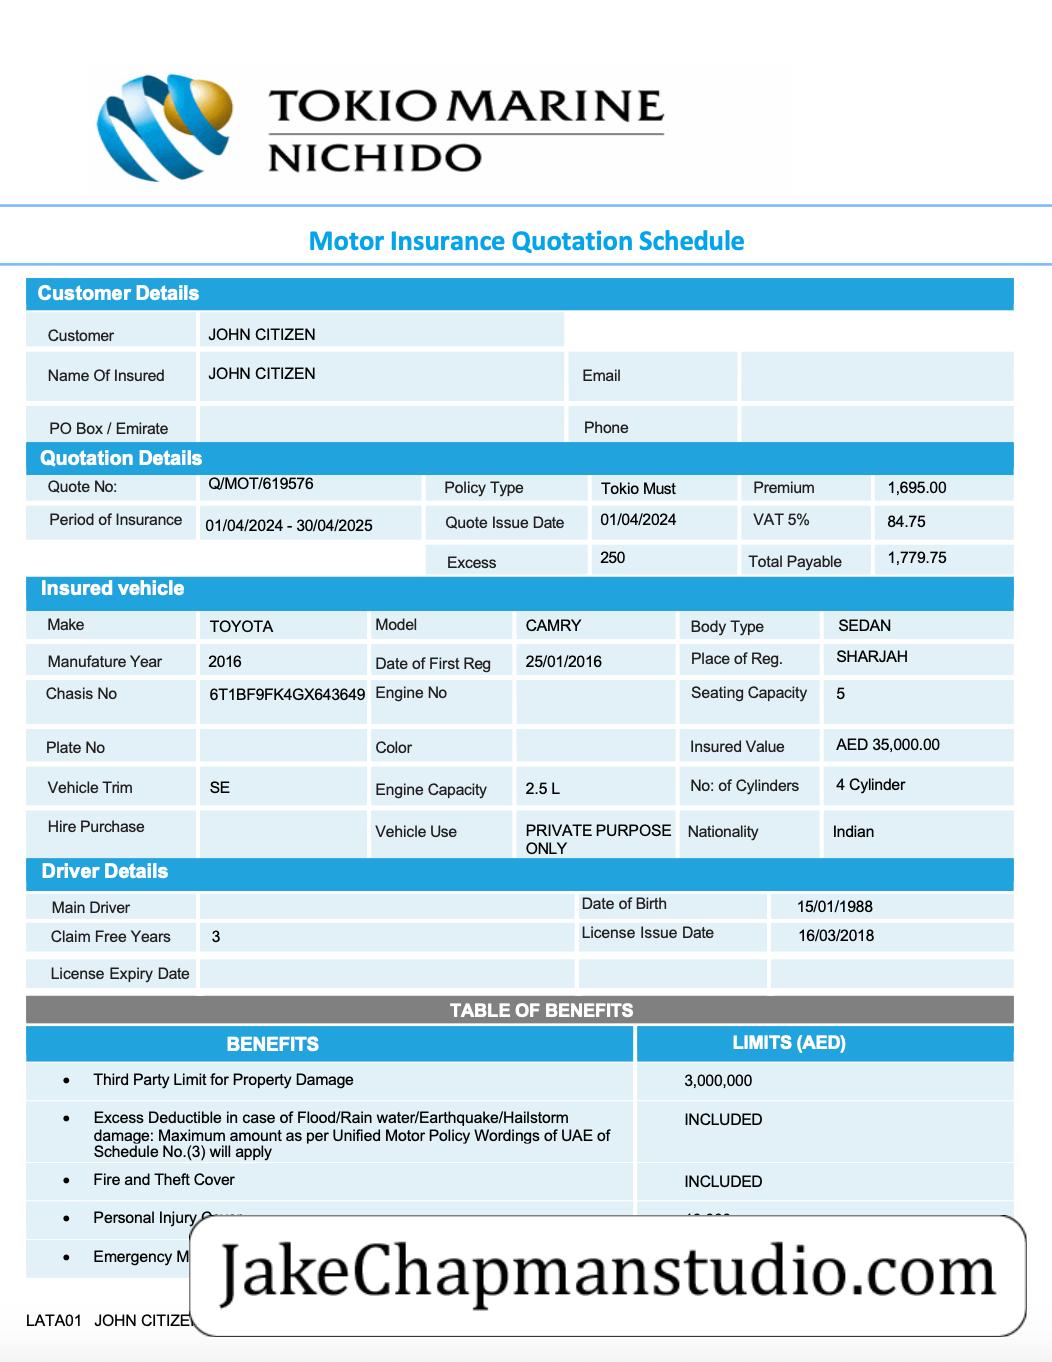 TOKIO MARINE
NICHIDO
Motor Insurance Quotation Schedule
Customer Details
Customer JOHN CITIZEN
Name Of Insured JOHN CITIZEN Email
PO Box / Emirate Phone
Quotation Details
Quote No: Q/MOT/619576 Policy Type Tokio Must Premium 1,695.00
Period of Insurance 01/04/2024 - 30/04/2025 Quote Issue Date 01/04/2024 VAT 5% 84.75
Excess 250 Total Payable 1,779.75
Insured vehicle
Make TOYOTA Model CAMRY Body Type SEDAN
Manufature Year 2016 Date of First Reg 25/01/2016 Place of Reg. SHARJAH
Chasis No 6T1BF9FK4GX643649 Engine No Seating Capacity 5
Plate No Color Insured Value AED 35,000.00
Vehicle Trim SE Engine Capacity 2.5 L No: of Cylinders 4 Cylinder
Hire Purchase Vehicle Use PRIVATE PURPOSE Nationality Indian
ONLY
Driver Details
Main Driver Date of Birth 15/01/1988
Claim Free Years 3 License Issue Date 16/03/2018
License Expiry Date
TABLE OF BENEFITS
BENEFITS LIMITS (AED)
• Third Party Limit for Property Damage 3,000,000
• Excess Deductible in case of Flood/Rain water/Earthquake/Hailstorm INCLUDED
damage: Maximum amount as per Unified Motor Policy Wordings of UAE of
Schedule No.(3) will apply
• Fire and Theft Cover INCLUDED
• Personal Injury
• Emergency
JakeChapmanstudio.com
LATA01 JOHN